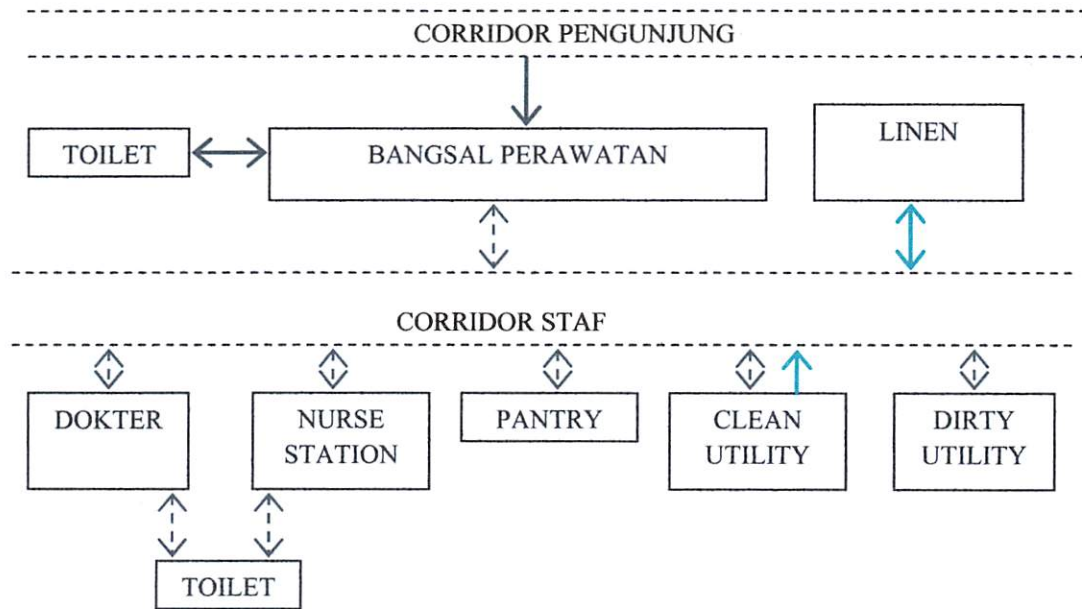 CORRIDOR PENGUNJUNG
TOILET
BANGSAL PERAWATAN
LINEN
CORRIDOR STAF
DOKTER
NURSE
STATION
PANTRY
CLEAN
UTILITY
DIRTY
UTILITY
TOILET